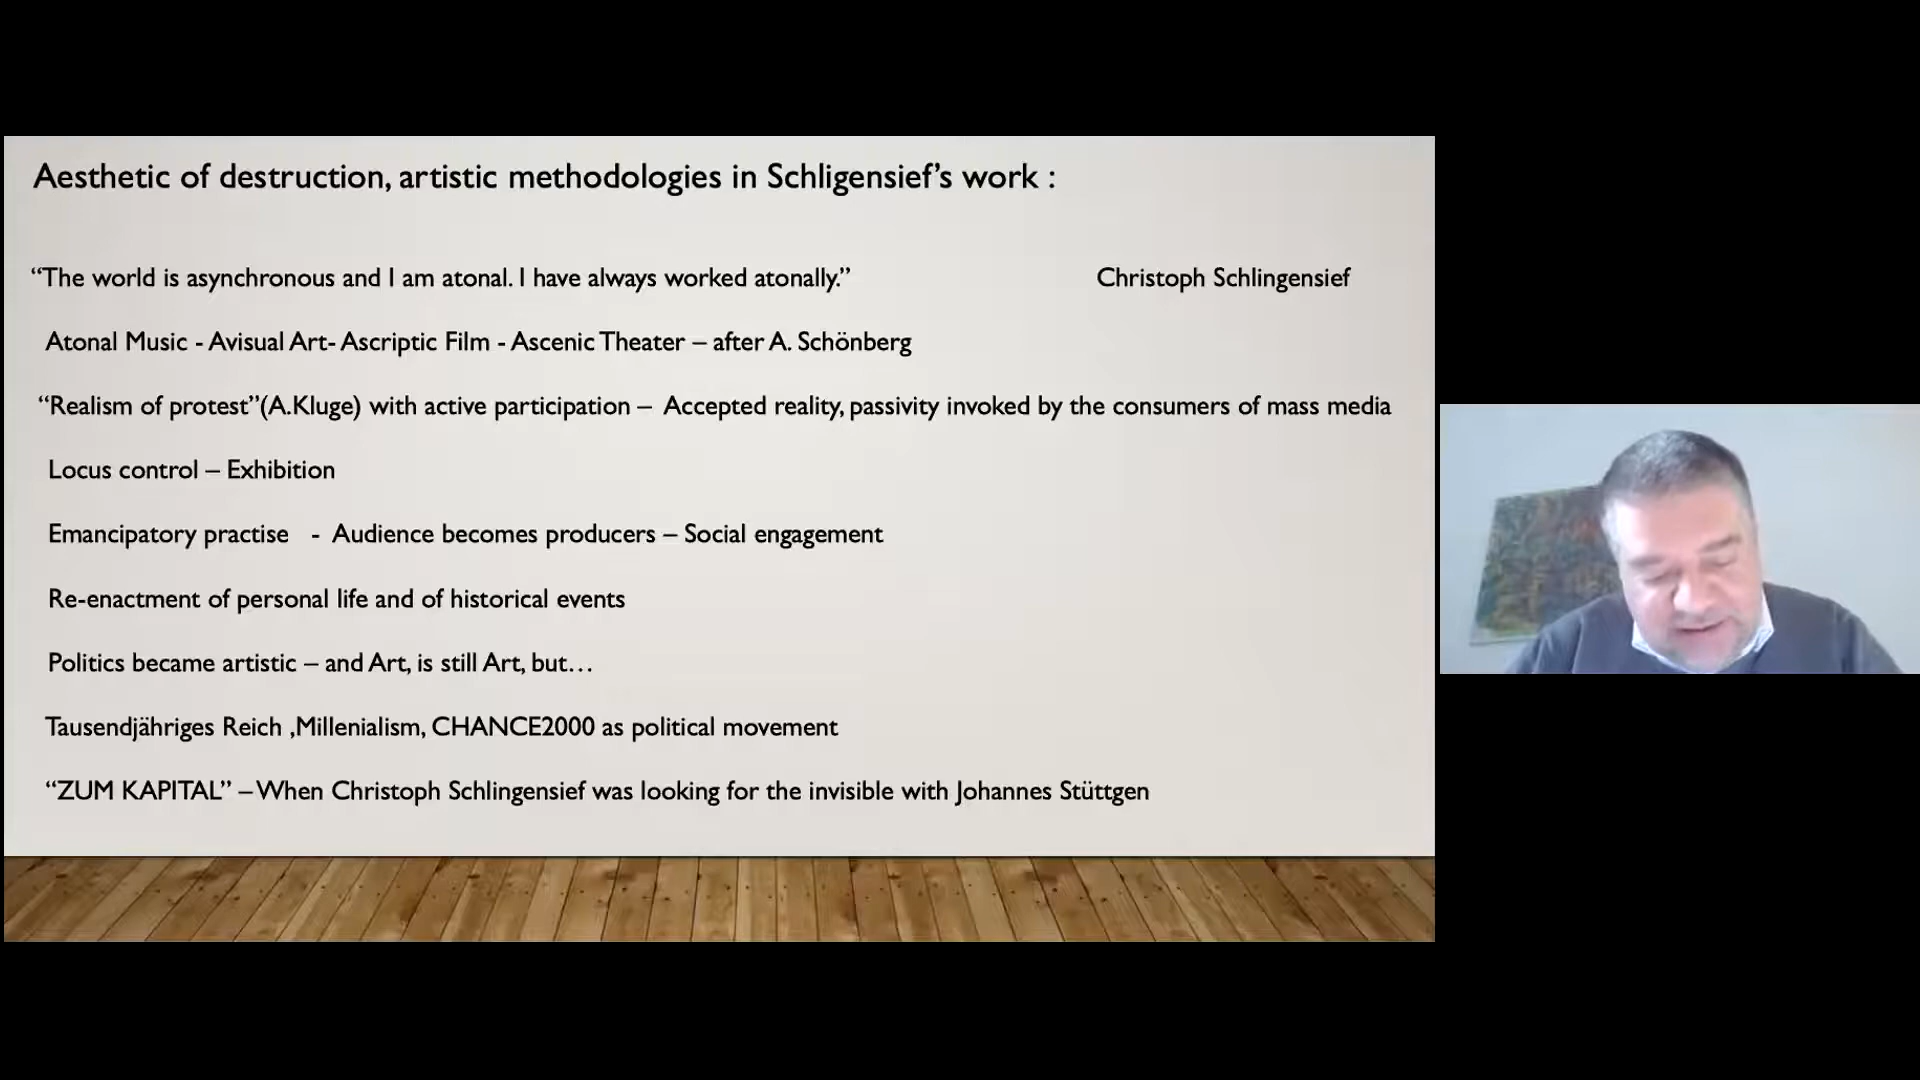 Aesthetic of destruction, artistic methodologies in Schligensief’s work :
“The world is asynchronous and I am atonal. I have always worked atonally.” Christoph Schlingensief
Atonal Music - Avisual Art- Ascriptic Film - Ascenic Theater – after A. Schönberg
“Realism of protest”(A.Kluge) with active participation – Accepted reality, passivity invoked by the consumers of mass media
Locus control – Exhibition
Emancipatory practise - Audience becomes producers – Social engagement
Re-enactment of personal life and of historical events
Politics became artistic – and Art, is still Art, but…
Tausendjähriges Reich ,Millenialism, CHANCE2000 as political movement
“ZUM KAPITAL” – When Christoph Schlingensief was looking for the invisible with Johannes Stüttgen